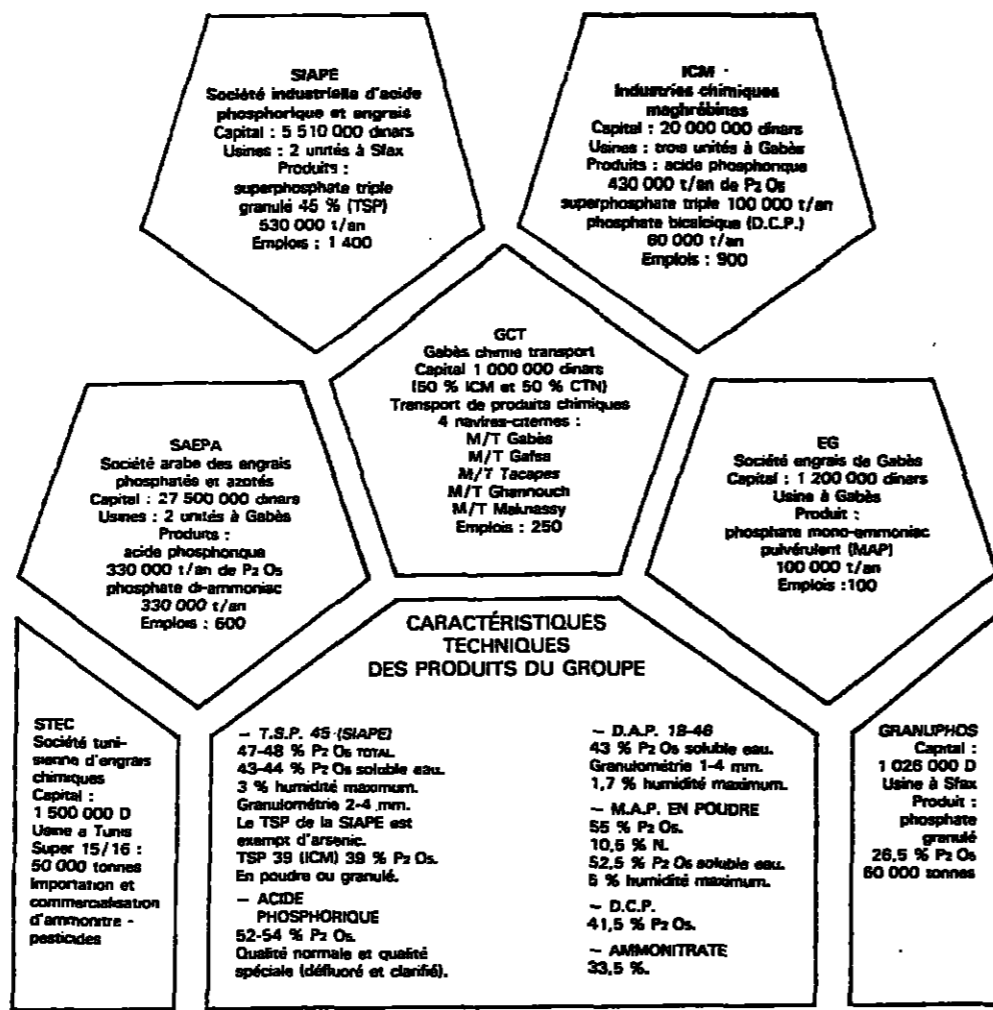 SIAPE
Société industrielle d'acide
phosphorique et engrais
Capital : 5 510 000 dinars
Usines : 2 unités à Sfax
Produits :
superphosphate triple
granulé 45 % (TSP)
530 000 t/an
Emplois : 1 400
ICM
Industries chimiques
maghrébines
Capital : 20 000 000 dinars
Usines : trois unités à Gabès
Produits : acide phosphorique
430 000 t/an de P2 O5
superphosphate triple 100 000 t/an
phosphate bicalcique (D.C.P.)
60 000 t/an
Emplois : 900
GCT
Gabès chimie transport
Capital 1 000 000 dinars
(50 % ICM et 50 % CTN)
Transport de produits chimiques
4 navires-citernes :
M/T Gabès
M/T Gafsa
M/T Tacapes
M/T Ghannouch
M/T Maknassy
Emplois : 250
SAEPA
Société arabe des engrais
phosphatés et azotés
Capital : 27 500 000 dinars
Usines : 2 unités à Gabès
Produits :
acide phosphorique
330 000 t/an de P2 O5
phosphate di-ammoniac
330 000 t/an
Emplois : 600
EG
Société engrais de Gabès
Capital : 1 200 000 dinars
Usine à Gabès
Produit :
phosphate mono-ammoniac
pulvérulent (MAP)
100 000 t/an
Emplois :100
STEC
Société tuni-
sienne d'engrais
chimiques
Capital :
1 500 000 D
Usine a Tunis
Super 15/16 :
50 000 tonnes
Importation et
commercialisation
d'ammonitre -
pesticides
CARACTÉRISTIQUES
TECHNIQUES
DES PRODUITS DU GROUPE
– T.S.P. 45 (SIAPE)
47-48 % P2 O5 TOTAL.
43-44 % P2 O5 soluble eau.
3 % humidité maximum.
Granulométrie 2-4 mm.
Le TSP de la SIAPE est
exempt d'arsenic.
TSP 39 (ICM) 39 % P2 O5.
En poudre ou granulé.
– ACIDE
PHOSPHORIQUE
52-54 % P2 O5.
Qualité normale et qualité
spéciale (défluoré et clarifié).
– D.A.P. 18-46
43 % P2 O5 soluble eau.
Granulométrie 1-4 mm.
1,7 % humidité maximum.
– M.A.P. EN POUDRE
55 % P2 O5.
10,5 % N.
52,5 % P2 O5 soluble eau.
6 % humidité maximum.
– D.C.P.
41,5 % P2 O5.
– AMMONITRATE
33,5 %.
GRANUPHOS
Capital :
1 026 000 D
Usine à Sfax
Produit :
phosphate
granulé
26,5 % P2 O5
60 000 tonnes